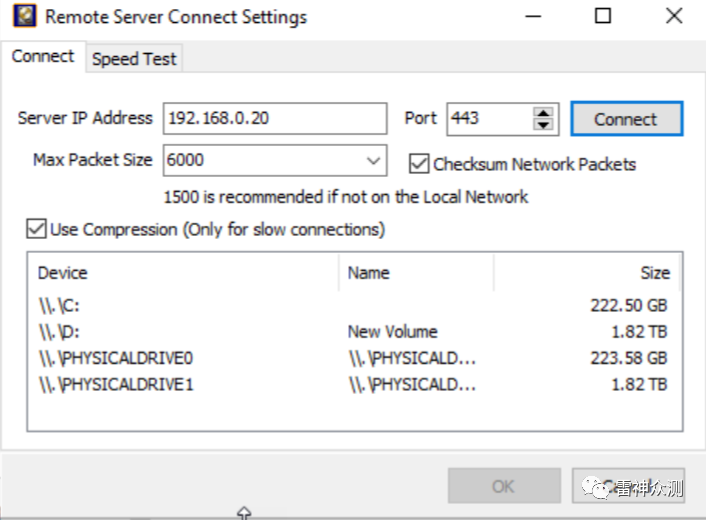 Remote Server Connect Settings
Connect Speed Test
Server IP Address 192.168.0.20 Port 443 Connect
Max Packet Size 6000 Checksum Network Packets
1500 is recommended if not on the Local Network
Use Compression (Only for slow connections)
Device Name Size
\\.\C: 222.50 GB
\\.\D: New Volume 1.82 TB
\\.\PHYSICALDRIVE0 \\.\PHYSICALD... 223.58 GB
\\.\PHYSICALDRIVE1 \\.\PHYSICALD... 1.82 TB
OK
雷神众测